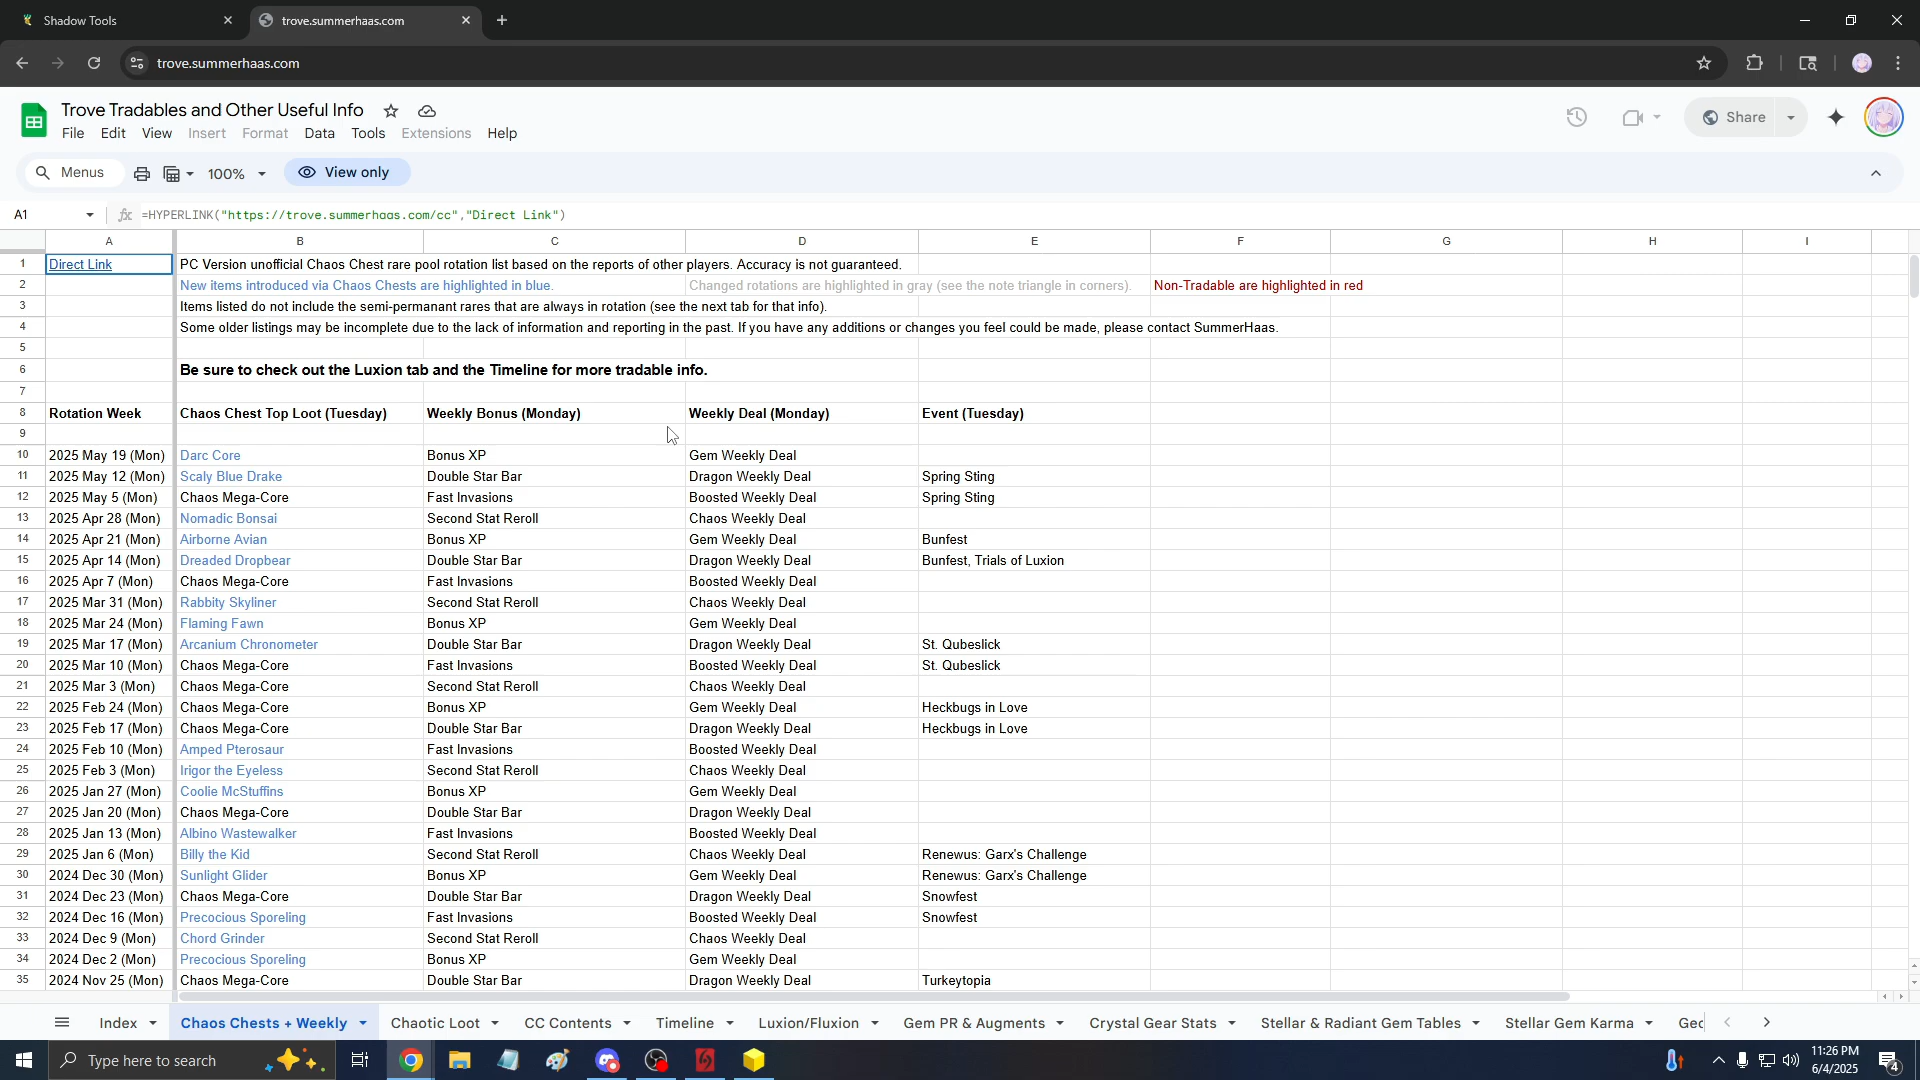 Shadow Tools
trove.summerhaas.com
trove.summerhaas.com
Trove Tradables and Other Useful Info
File Edit View Insert Format Data Tools Extensions Help
Share
Menus 100% View only
A1 fx =HYPERLINK("https://trove.summerhaas.com/cc","Direct Link")
A B C D E F G H I
1 Direct Link PC Version unofficial Chaos Chest rare pool rotation list based on the reports of other players. Accuracy is not guaranteed.
2 New items introduced via Chaos Chests are highlighted in blue. Changed rotations are highlighted in gray (see the note triangle in corners). Non-Tradable are highlighted in red
3 Items listed do not include the semi-permanant rares that are always in rotation (see the next tab for that info).
4 Some older listings may be incomplete due to the lack of information and reporting in the past. If you have any additions or changes you feel could be made, please contact SummerHaas.
5
6 Be sure to check out the Luxion tab and the Timeline for more tradable info.
7
8 Rotation Week Chaos Chest Top Loot (Tuesday) Weekly Bonus (Monday) Weekly Deal (Monday) Event (Tuesday)
9
10 2025 May 19 (Mon) Darc Core Bonus XP Gem Weekly Deal
11 2025 May 12 (Mon) Scaly Blue Drake Double Star Bar Dragon Weekly Deal Spring Sting
12 2025 May 5 (Mon) Chaos Mega-Core Fast Invasions Boosted Weekly Deal Spring Sting
13 2025 Apr 28 (Mon) Nomadic Bonsai Second Stat Reroll Chaos Weekly Deal
14 2025 Apr 21 (Mon) Airborne Avian Bonus XP Gem Weekly Deal Bunfest
15 2025 Apr 14 (Mon) Dreaded Dropbear Double Star Bar Dragon Weekly Deal Bunfest, Trials of Luxion
16 2025 Apr 7 (Mon) Chaos Mega-Core Fast Invasions Boosted Weekly Deal
17 2025 Mar 31 (Mon) Rabbity Skyliner Second Stat Reroll Chaos Weekly Deal
18 2025 Mar 24 (Mon) Flaming Fawn Bonus XP Gem Weekly Deal
19 2025 Mar 17 (Mon) Arcanium Chronometer Double Star Bar Dragon Weekly Deal St. Qubeslick
20 2025 Mar 10 (Mon) Chaos Mega-Core Fast Invasions Boosted Weekly Deal St. Qubeslick
21 2025 Mar 3 (Mon) Chaos Mega-Core Second Stat Reroll Chaos Weekly Deal
22 2025 Feb 24 (Mon) Chaos Mega-Core Bonus XP Gem Weekly Deal Heckbugs in Love
23 2025 Feb 17 (Mon) Chaos Mega-Core Double Star Bar Dragon Weekly Deal Heckbugs in Love
24 2025 Feb 10 (Mon) Amped Pterosaur Fast Invasions Boosted Weekly Deal
25 2025 Feb 3 (Mon) Irigor the Eyeless Second Stat Reroll Chaos Weekly Deal
26 2025 Jan 27 (Mon) Coolie McStuffins Bonus XP Gem Weekly Deal
27 2025 Jan 20 (Mon) Chaos Mega-Core Double Star Bar Dragon Weekly Deal
28 2025 Jan 13 (Mon) Albino Wastewalker Fast Invasions Boosted Weekly Deal
29 2025 Jan 6 (Mon) Billy the Kid Second Stat Reroll Chaos Weekly Deal Renewus: Garx's Challenge
30 2024 Dec 30 (Mon) Sunlight Glider Bonus XP Gem Weekly Deal Renewus: Garx's Challenge
31 2024 Dec 23 (Mon) Chaos Mega-Core Double Star Bar Dragon Weekly Deal Snowfest
32 2024 Dec 16 (Mon) Precocious Sporeling Fast Invasions Boosted Weekly Deal Snowfest
33 2024 Dec 9 (Mon) Chord Grinder Second Stat Reroll Chaos Weekly Deal
34 2024 Dec 2 (Mon) Precocious Sporeling Bonus XP Gem Weekly Deal
35 2024 Nov 25 (Mon) Chaos Mega-Core Double Star Bar Dragon Weekly Deal Turkeytopia
Index Chaos Chests + Weekly Chaotic Loot CC Contents Timeline Luxion/Fluxion Gem PR & Augments Crystal Gear Stats Stellar & Radiant Gem Tables Stellar Gem Karma
Type here to search
11:26 PM
6/4/2025
4